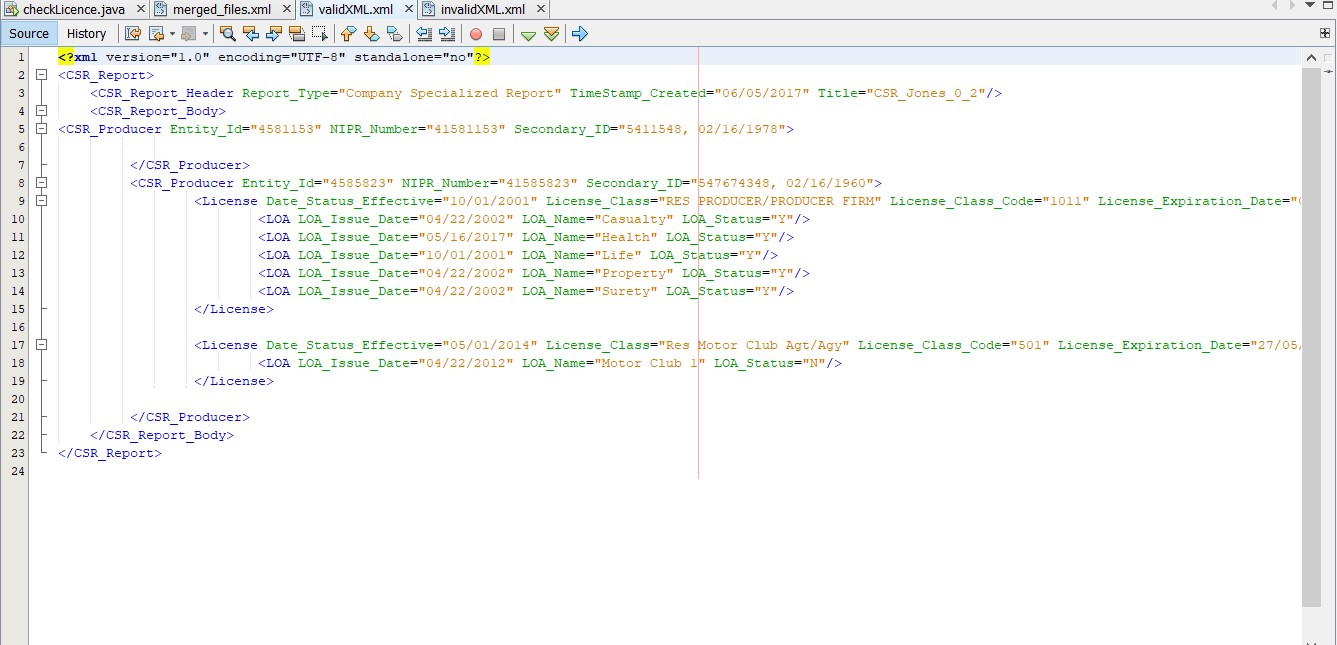 checkLicence.java × merged_files.xml × validXML.xml × invalidXML.xml ×
Source History
1 <?xml version="1.0" encoding="UTF-8" standalone="no"?>
2 <CSR_Report>
3 <CSR_Report_Header Report_Type="Company Specialized Report" TimeStamp_Created="06/05/2017" Title="CSR_Jones_0_2"/>
4 <CSR_Report_Body>
5 <CSR_Producer Entity_Id="4581153" NIPR_Number="41581153" Secondary_ID="5411548, 02/16/1978">
6
7 </CSR_Producer>
8 <CSR_Producer Entity_Id="4585823" NIPR_Number="41585823" Secondary_ID="547674348, 02/16/1960">
9 <License Date_Status_Effective="10/01/2001" License_Class="RES PRODUCER/PRODUCER FIRM" License_Class_Code="1011" License_Expiration_Date="
10 <LOA LOA_Issue_Date="04/22/2002" LOA_Name="Casualty" LOA_Status="Y"/>
11 <LOA LOA_Issue_Date="05/16/2017" LOA_Name="Health" LOA_Status="Y"/>
12 <LOA LOA_Issue_Date="10/01/2001" LOA_Name="Life" LOA_Status="Y"/>
13 <LOA LOA_Issue_Date="04/22/2002" LOA_Name="Property" LOA_Status="Y"/>
14 <LOA LOA_Issue_Date="04/22/2002" LOA_Name="Surety" LOA_Status="Y"/>
15 </License>
16
17 <License Date_Status_Effective="05/01/2014" License_Class="Res Motor Club Agt/Agy" License_Class_Code="501" License_Expiration_Date="27/05/
18 <LOA LOA_Issue_Date="04/22/2012" LOA_Name="Motor Club 1" LOA_Status="N"/>
19 </License>
20
21 </CSR_Producer>
22 </CSR_Report_Body>
23 </CSR_Report>
24